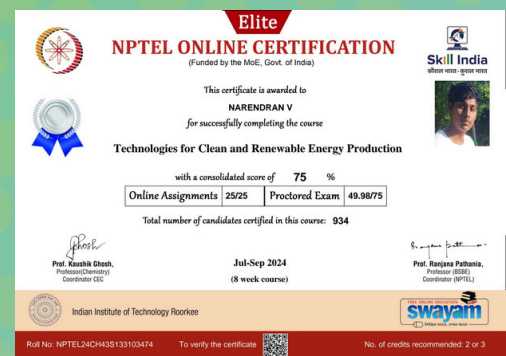 Elite
NPTEL ONLINE CERTIFICATION
(Funded by the MoE, Govt. of India)
Skill India
कौशल भारत-कुशल भारत
This certificate is awarded to
NARENDRAN V
for successfully completing the course
Technologies for Clean and Renewable Energy Production
with a consolidated score of 75 %
Online Assignments 25/25 Proctored Exam 49.98/75
Total number of candidates certified in this course: 934
Prof. Kaushik Ghosh,
Professor(Chemistry)
Coordinator CEC
Jul-Sep 2024
(8 week course)
Prof. Ranjana Pathania,
Professor (BSBE)
Coordinator (NPTEL)
Indian Institute of Technology Roorkee
FREE ONLINE EDUCATION
swayam
Roll No: NPTEL24CH43S133103474
To verify the certificate
No. of credits recommended: 2 or 3